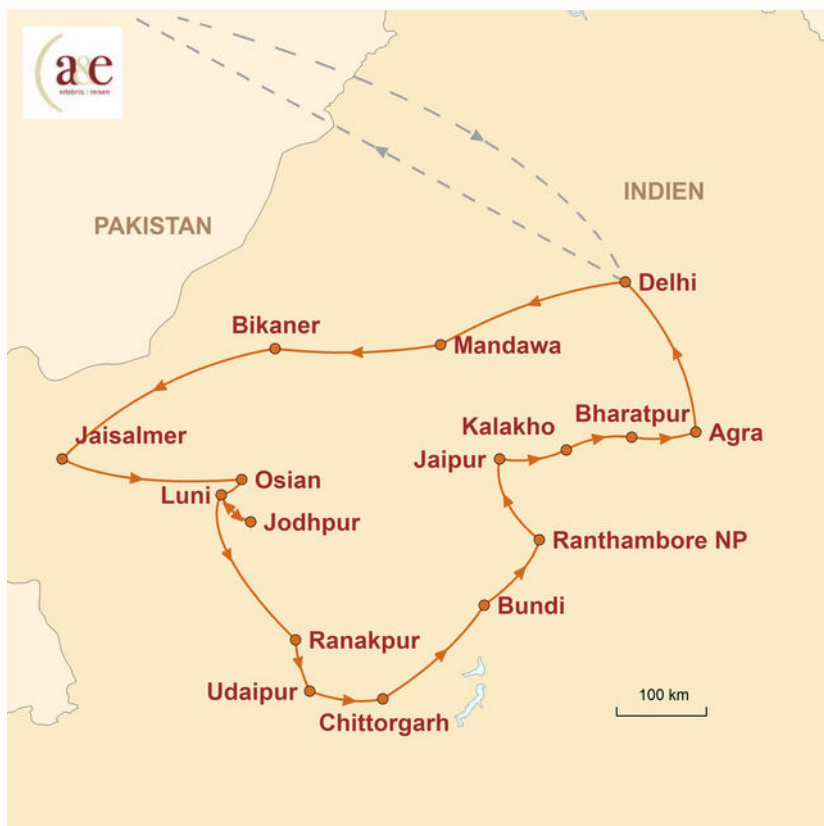 a&e
erlebnis : reisen
INDIEN
PAKISTAN
Delhi
Bikaner
Mandawa
Bharatpur
Kalakho
Agra
Jaisalmer
Jaipur
Osian
Luni
Jodhpur
Ranthambore NP
Bundi
Ranakpur
Udaipur
Chittorgarh
100 km